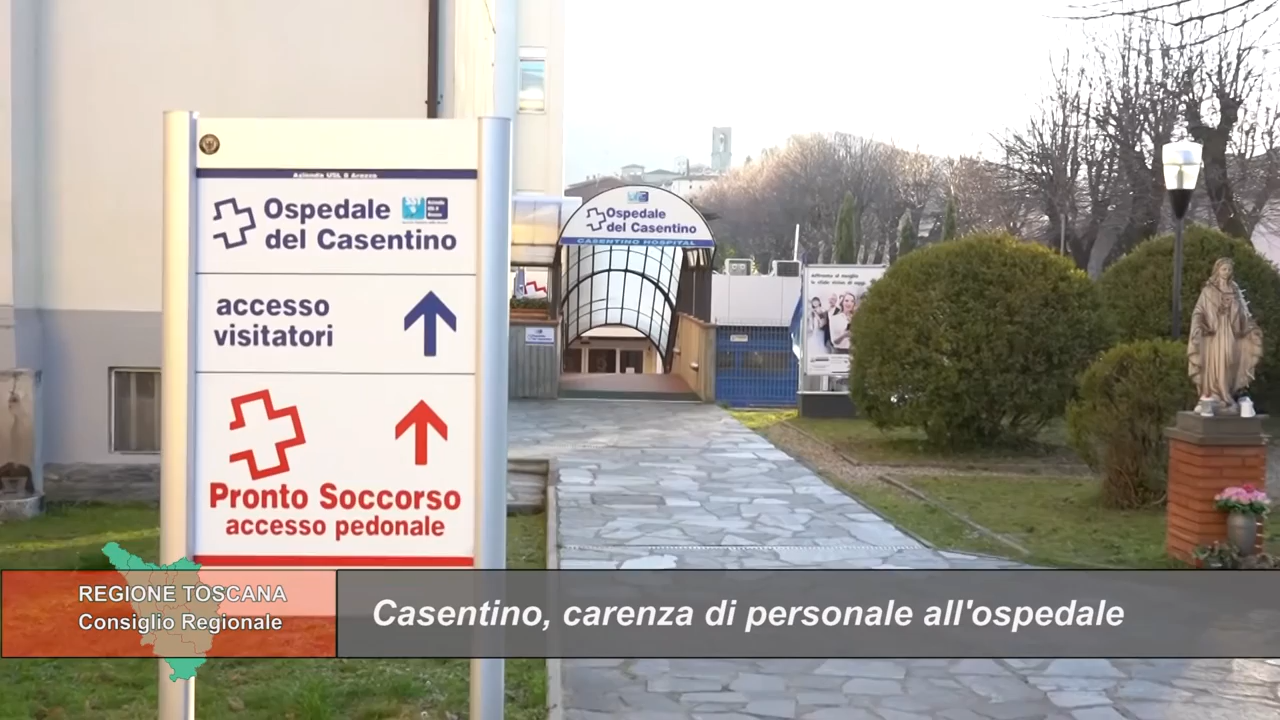 Azienda USL 8 Arezzo
Ospedale
del Casentino
accesso
visitatori
Pronto Soccorso
accesso pedonale
Ospedale
del Casentino
CASENTINO HOSPITAL
REGIONE TOSCANA
Consiglio Regionale
Casentino, carenza di personale all'ospedale